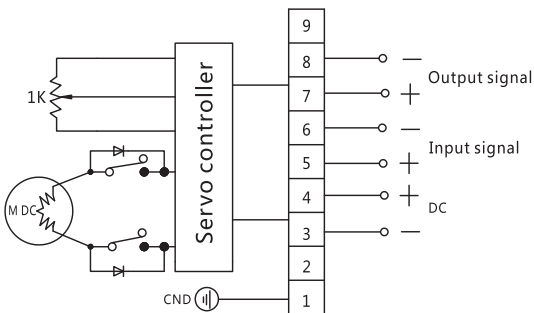 9
8 — Output signal
7 +
6 — Input signal
5 +
4 + DC
3 —
2
1
1K
Servo controller
M DC
CND